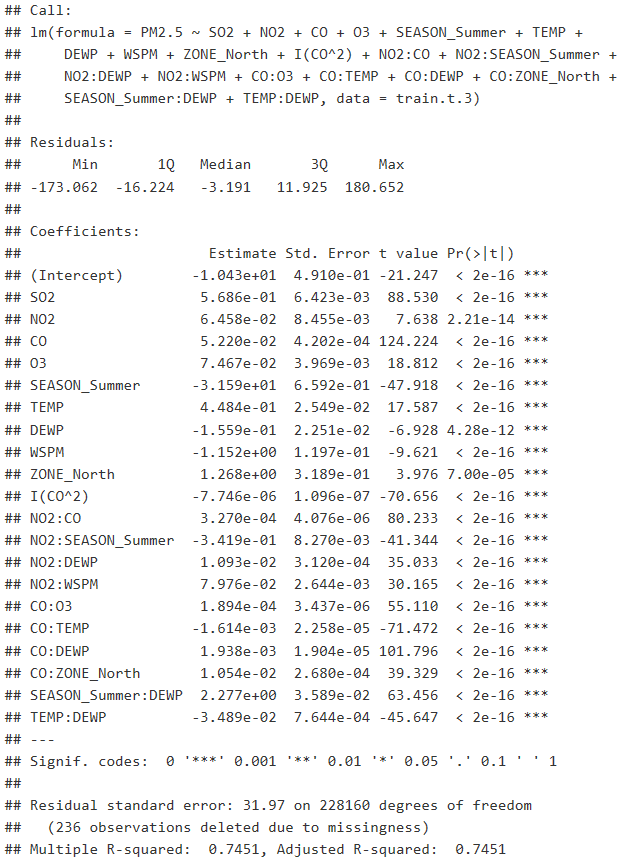 ## Call:
## lm(formula = PM2.5 ~ SO2 + NO2 + CO + O3 + SEASON_Summer + TEMP +
##     DEWP + WSPM + ZONE_North + I(CO^2) + NO2:CO + NO2:SEASON_Summer +
##     NO2:DEWP + NO2:WSPM + CO:O3 + CO:TEMP + CO:DEWP + CO:ZONE_North +
##     SEASON_Summer:DEWP + TEMP:DEWP, data = train.t.3)
##
## Residuals:
##      Min       1Q   Median       3Q      Max
## -173.062  -16.224   -3.191   11.925  180.652
##
## Coefficients:
##                      Estimate Std. Error t value Pr(>|t|)
## (Intercept)        -1.043e+01  4.910e-01 -21.247  < 2e-16 ***
## SO2                 5.686e-01  6.423e-03  88.530  < 2e-16 ***
## NO2                 6.458e-02  8.455e-03   7.638 2.21e-14 ***
## CO                  5.220e-02  4.202e-04 124.224  < 2e-16 ***
## O3                  7.467e-02  3.969e-03  18.812  < 2e-16 ***
## SEASON_Summer      -3.159e+01  6.592e-01 -47.918  < 2e-16 ***
## TEMP                4.484e-01  2.549e-02  17.587  < 2e-16 ***
## DEWP               -1.559e-01  2.251e-02  -6.928 4.28e-12 ***
## WSPM               -1.152e+00  1.197e-01  -9.621  < 2e-16 ***
## ZONE_North          1.268e+00  3.189e-01   3.976 7.00e-05 ***
## I(CO^2)            -7.746e-06  1.096e-07 -70.656  < 2e-16 ***
## NO2:CO              3.270e-04  4.076e-06  80.233  < 2e-16 ***
## NO2:SEASON_Summer  -3.419e-01  8.270e-03 -41.344  < 2e-16 ***
## NO2:DEWP            1.093e-02  3.120e-04  35.033  < 2e-16 ***
## NO2:WSPM            7.976e-02  2.644e-03  30.165  < 2e-16 ***
## CO:O3               1.894e-04  3.437e-06  55.110  < 2e-16 ***
## CO:TEMP            -1.614e-03  2.258e-05 -71.472  < 2e-16 ***
## CO:DEWP             1.938e-03  1.904e-05 101.796  < 2e-16 ***
## CO:ZONE_North       1.054e-02  2.680e-04  39.329  < 2e-16 ***
## SEASON_Summer:DEWP  2.277e+00  3.589e-02  63.456  < 2e-16 ***
## TEMP:DEWP          -3.489e-02  7.644e-04 -45.647  < 2e-16 ***
## ---
## Signif. codes:  0 '***' 0.001 '**' 0.01 '*' 0.05 '.' 0.1 ' ' 1
##
## Residual standard error: 31.97 on 228160 degrees of freedom
##   (236 observations deleted due to missingness)
## Multiple R-squared:  0.7451, Adjusted R-squared:  0.7451